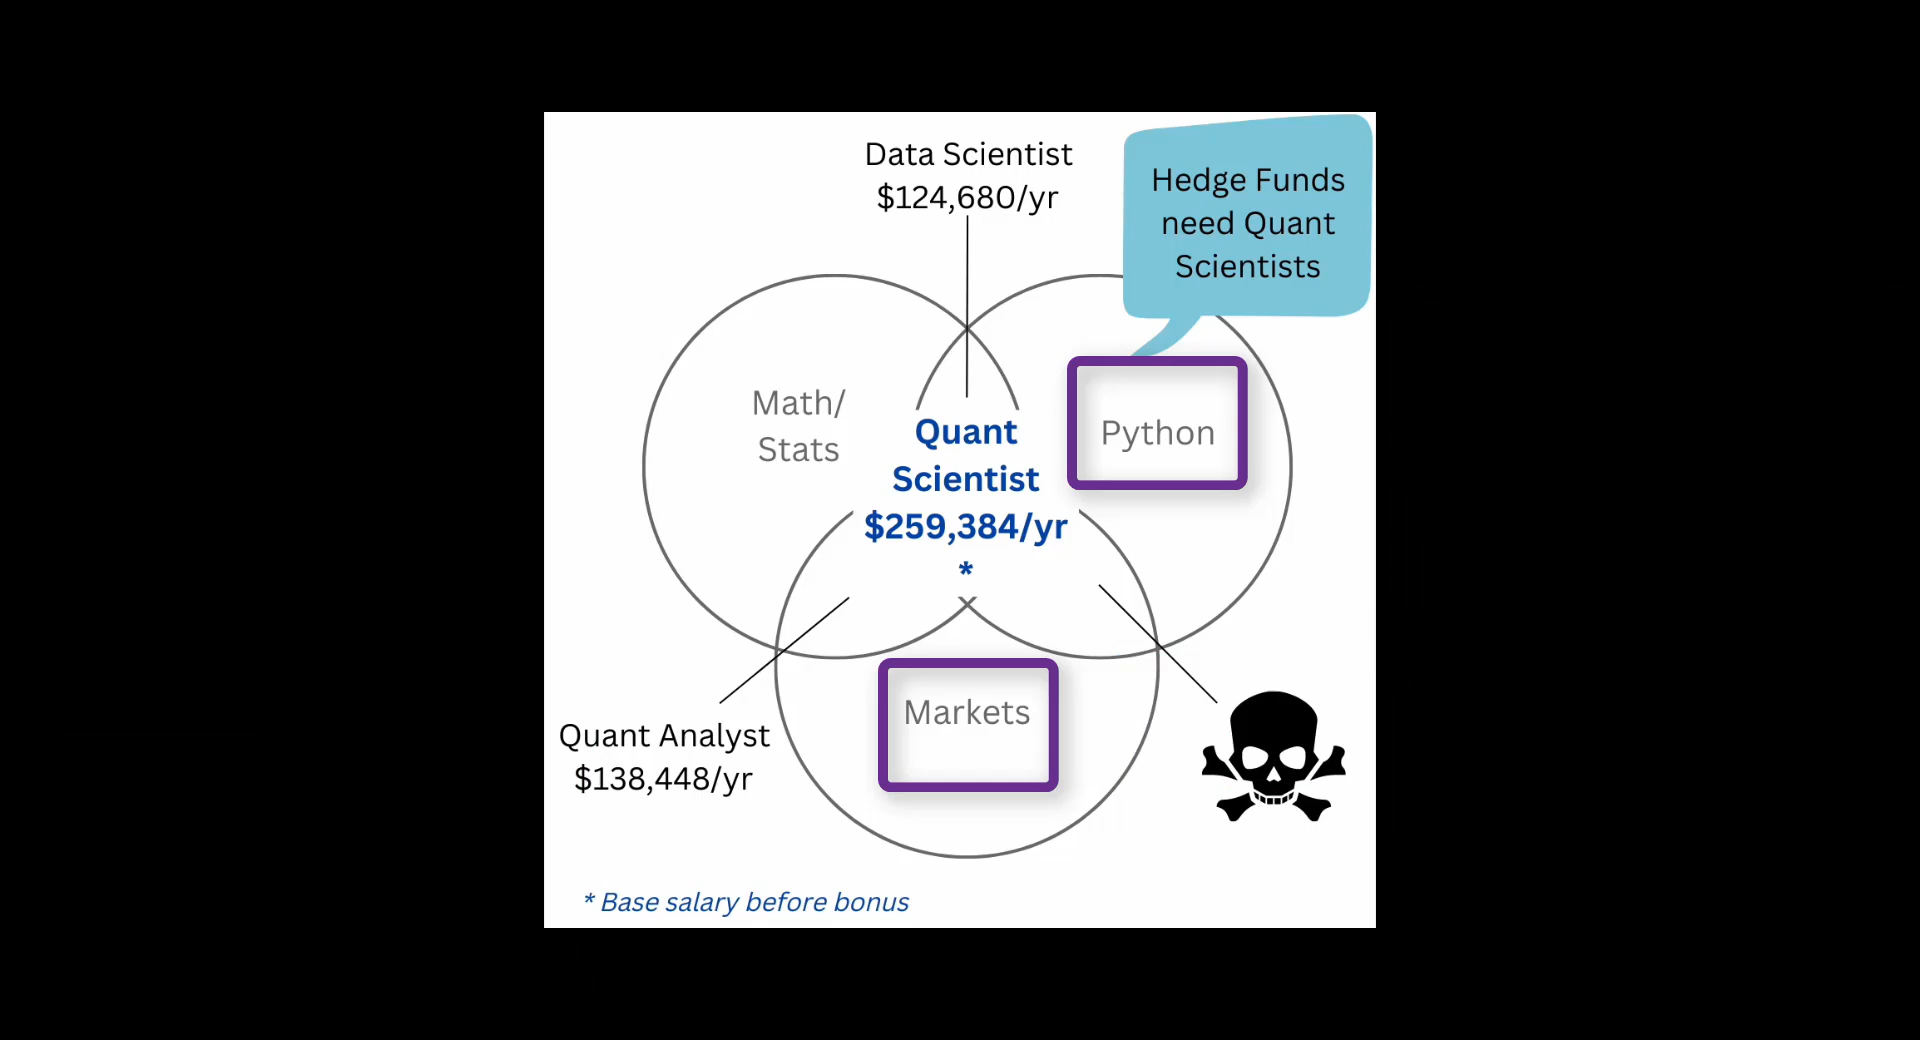 Data Scientist
$124,680/yr
Hedge Funds
need Quant
Scientists
Math/
Stats
Quant
Scientist
$259,384/yr
*
Python
Markets
Quant Analyst
$138,448/yr
* Base salary before bonus